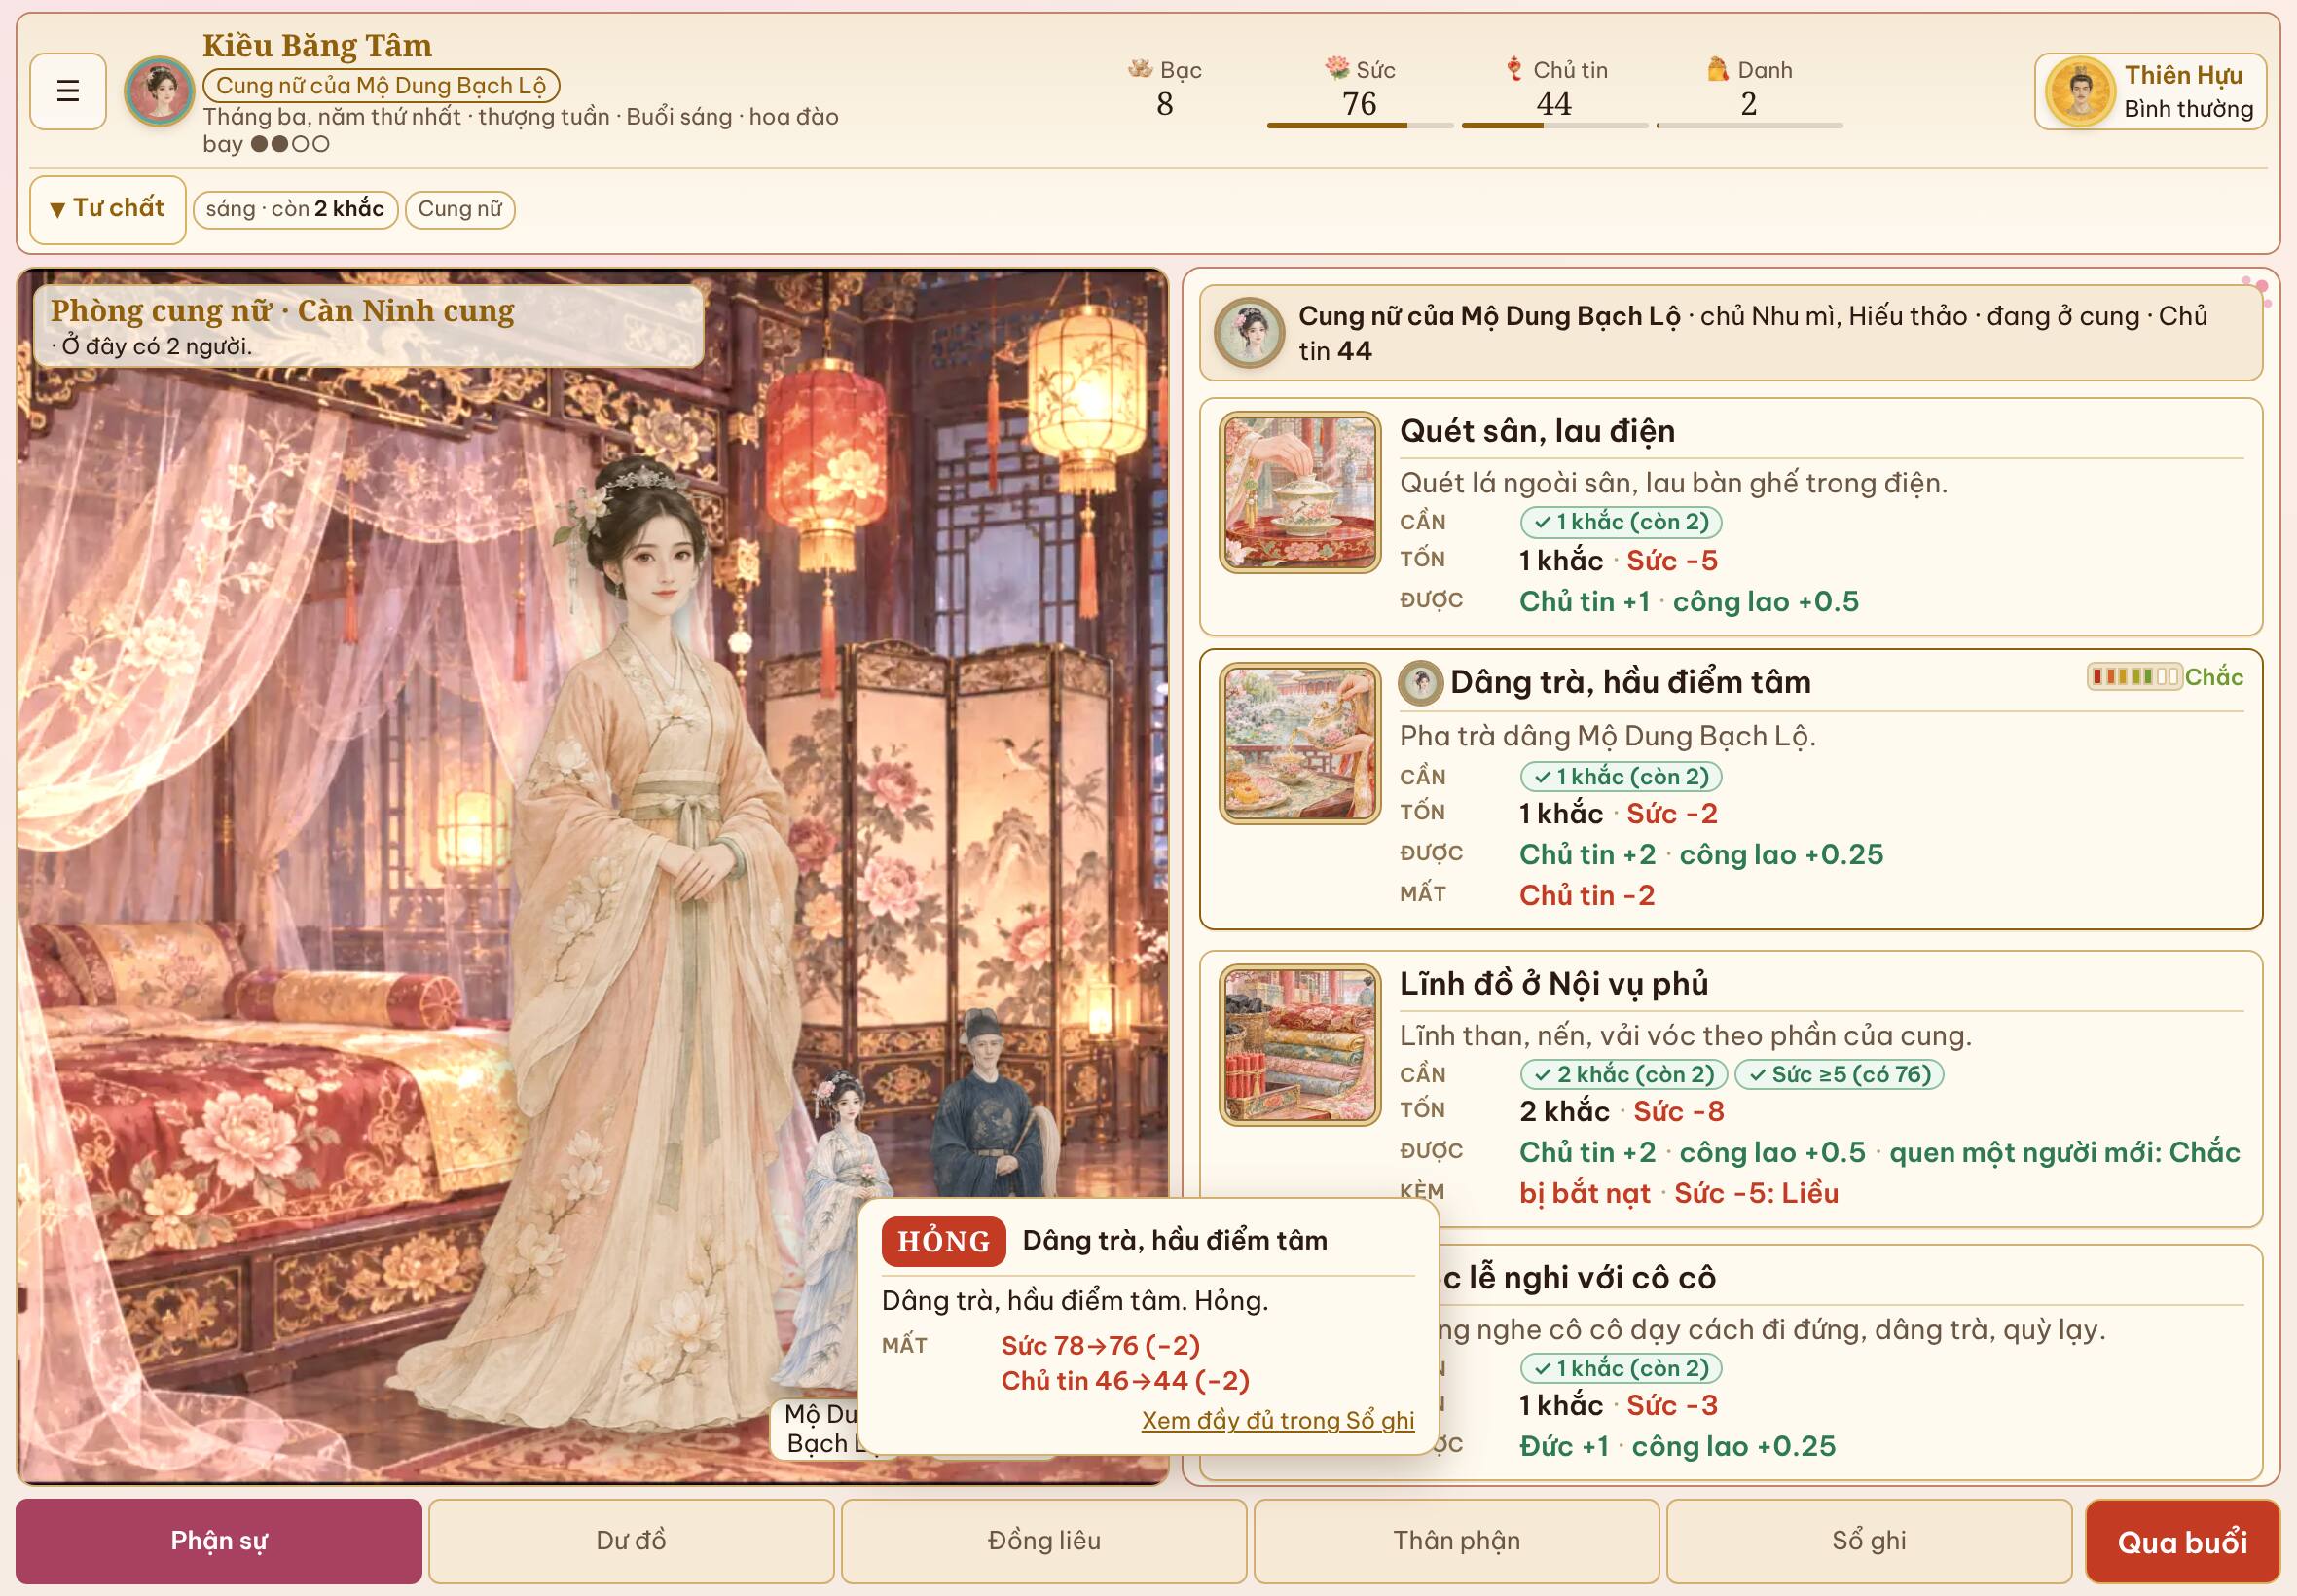 ☰
Kiều Băng Tâm
Cung nữ của Mộ Dung Bạch Lộ
Tháng ba, năm thứ nhất · thượng tuần · Buổi sáng · hoa đào
bay ●●○○
Bạc
8
Sức
76
Chủ tin
44
Danh
2
Thiên Hựu
Bình thường
▼ Tư chất
sáng · còn 2 khắc
Cung nữ
Phòng cung nữ · Càn Ninh cung
· Ở đây có 2 người.
Mộ Du
Bạch L
Cung nữ của Mộ Dung Bạch Lộ · chủ Nhu mì, Hiếu thảo · đang ở cung · Chủ
tin 44
Quét sân, lau điện
Quét lá ngoài sân, lau bàn ghế trong điện.
CẦN ✓ 1 khắc (còn 2)
TỐN 1 khắc · Sức -5
ĐƯỢC Chủ tin +1 · công lao +0.5
Dâng trà, hầu điểm tâm Chắc
Pha trà dâng Mộ Dung Bạch Lộ.
CẦN ✓ 1 khắc (còn 2)
TỐN 1 khắc · Sức -2
ĐƯỢC Chủ tin +2 · công lao +0.25
MẤT Chủ tin -2
Lĩnh đồ ở Nội vụ phủ
Lĩnh than, nến, vải vóc theo phần của cung.
CẦN ✓ 2 khắc (còn 2) ✓ Sức ≥5 (có 76)
TỐN 2 khắc · Sức -8
ĐƯỢC Chủ tin +2 · công lao +0.5 · quen một người mới: Chắc
KÈM bị bắt nạt · Sức -5: Liều
c lễ nghi với cô cô
ng nghe cô cô dạy cách đi đứng, dâng trà, quỳ lạy.
✓ 1 khắc (còn 2)
1 khắc · Sức -3
ỢC Đức +1 · công lao +0.25
HỎNG Dâng trà, hầu điểm tâm
Dâng trà, hầu điểm tâm. Hỏng.
MẤT Sức 78→76 (-2)
Chủ tin 46→44 (-2)
Xem đầy đủ trong Sổ ghi
Phận sự
Dư đồ
Đồng liêu
Thân phận
Sổ ghi
Qua buổi